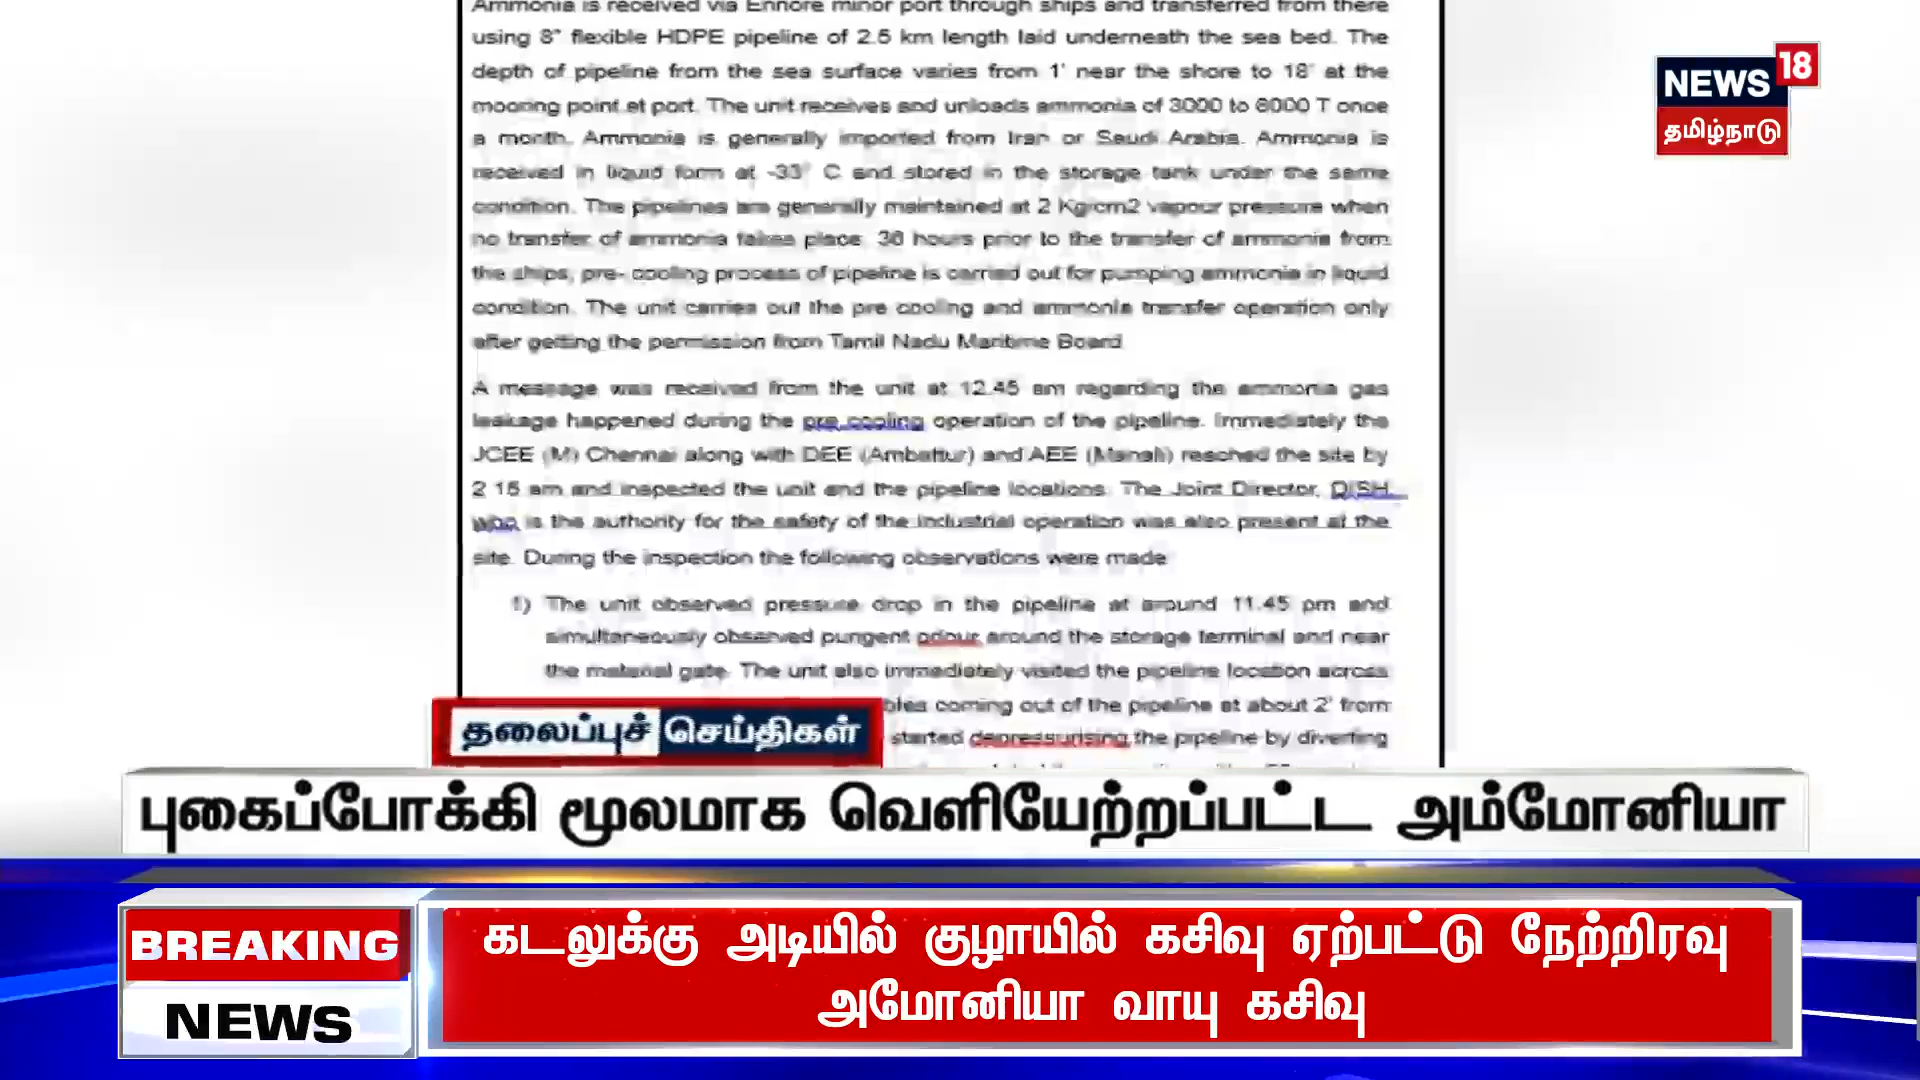 Ammonia is received via Ennore minor port through ships and transferred from there
using 8" flexible HDPE pipeline of 2.5 km length laid underneath the sea bed. The
depth of pipeline from the sea surface varies from 1' near the shore to 18' at the
mooring point at port. The unit receives and unloads ammonia of 3000 to 8000 T once
a month. Ammonia is generally imported from Iran or Saudi Arabia. Ammonia is
received in liquid form at -33° C and stored in the storage tank under the same
condition. The pipelines are generally maintained at 2 Kg/cm2 vapour pressure when
no transfer of ammonia takes place. 36 hours prior to the transfer of ammonia from
the ships, pre- cooling process of pipeline is carried out for pumping ammonia in liquid
condition. The unit carries out the pre cooling and ammonia transfer operation only
after getting the permission from Tamil Nadu Maritime Board
A message was received from the unit at 12.45 am regarding the ammonia gas
leakage happened during the pre cooling operation of the pipeline. Immediately the
JCEE (M) Chennai along with DEE (Ambattur) and AEE (Manali) reached the site by
2.15 am and inspected the unit and the pipeline locations. The Joint Director, DISH
who is the authority for the safety of the industrial operation was also present at the
site. During the inspection the following observations were made
1) The unit observed pressure drop in the pipeline at around 11.45 pm and
simultaneously observed pungent odour around the storage terminal and near
the material gate. The unit also immediately visited the pipeline location across
coming out of the pipeline at about 2' from
started depressurising the pipeline by diverting
NEWS 18
தமிழ்நாடு
தலைப்புச் செய்திகள்
புகைப்போக்கி மூலமாக வெளியேற்றப்பட்ட அம்மோனியா
BREAKING
NEWS
கடலுக்கு அடியில் குழாயில் கசிவு ஏற்பட்டு நேற்றிரவு
அமோனியா வாயு கசிவு